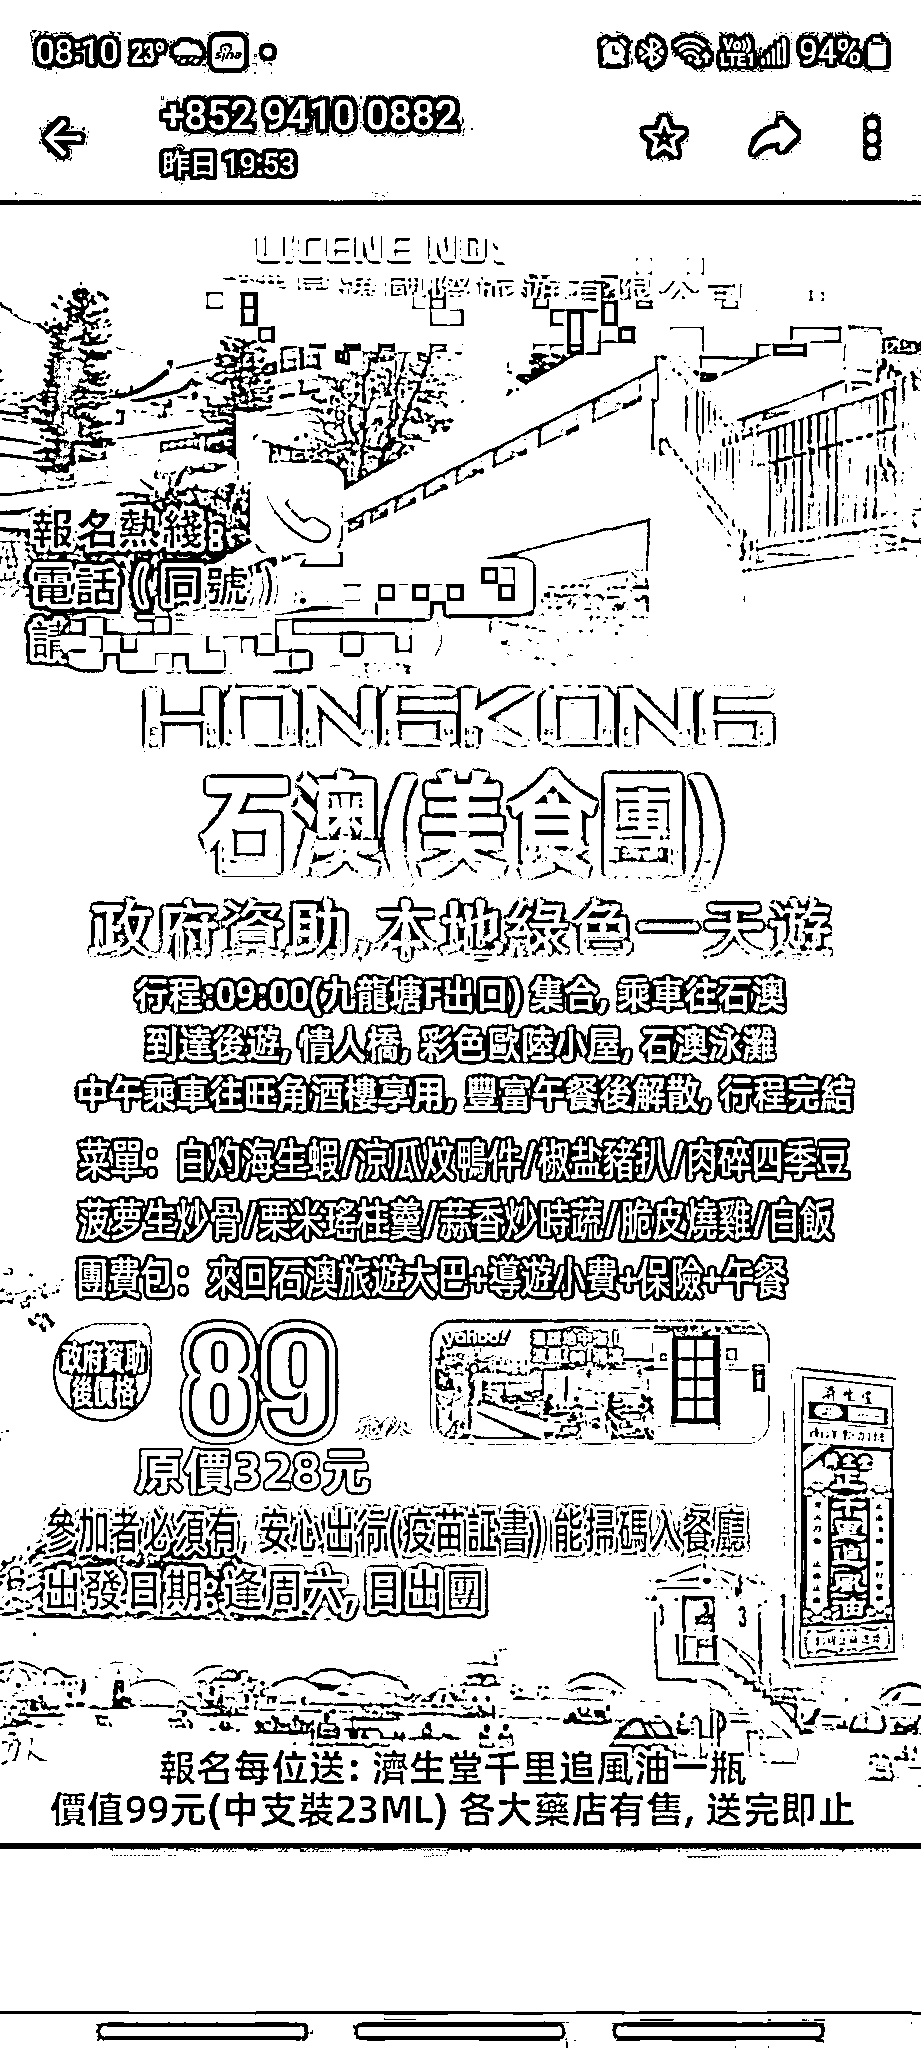 08:10 23° sina 94%
+852 9410 0882
昨日 19:53
LICENE NO:
國際旅遊有限公司
報名熱綫:
電話 ( 同號 )
請
HONGKONG
石澳(美食團)
政府資助,本地綠色一天遊
行程:09:00(九龍塘F出口) 集合, 乘車往石澳
到達後遊, 情人橋, 彩色歐陸小屋, 石澳泳灘
中午乘車往旺角酒樓享用, 豐富午餐後解散, 行程完結
菜單：白灼海生蝦/涼瓜炆鴨件/椒盐豬扒/肉碎四季豆
菠萝生炒骨/栗米瑤柱羹/蒜香炒時蔬/脆皮燒雞/白飯
團費包：來回石澳旅遊大巴+導遊小費+保險+午餐
政府資助
後價格
89
yahoo!
原價328元
千里追風油
參加者必須有, 安心出行(疫苗証書)能掃碼入餐廳
出發日期: 逢周六, 日出團
報名每位送: 濟生堂千里追風油一瓶
價值99元(中支裝23ML) 各大藥店有售, 送完即止